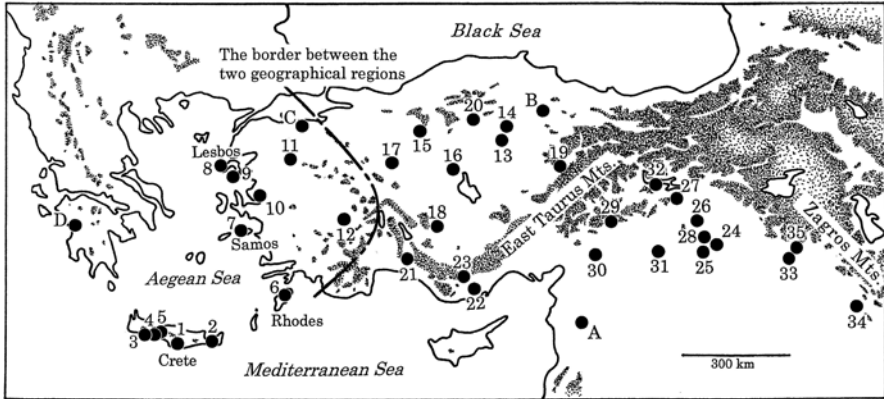 Black Sea
The border between the
two geographical regions
C
20
14
B
15
13
Lesbos
8
9
11
17
16
19
East Taurus Mts.
32
27
10
D
7
Samos
12
18
29
26
28
24
35
Zagros Mts.
Aegean Sea
21
23
30
31
25
33
6
Rhodes
22
34
4
5
1
2
3
Crete
A
Mediterranean Sea
300 km